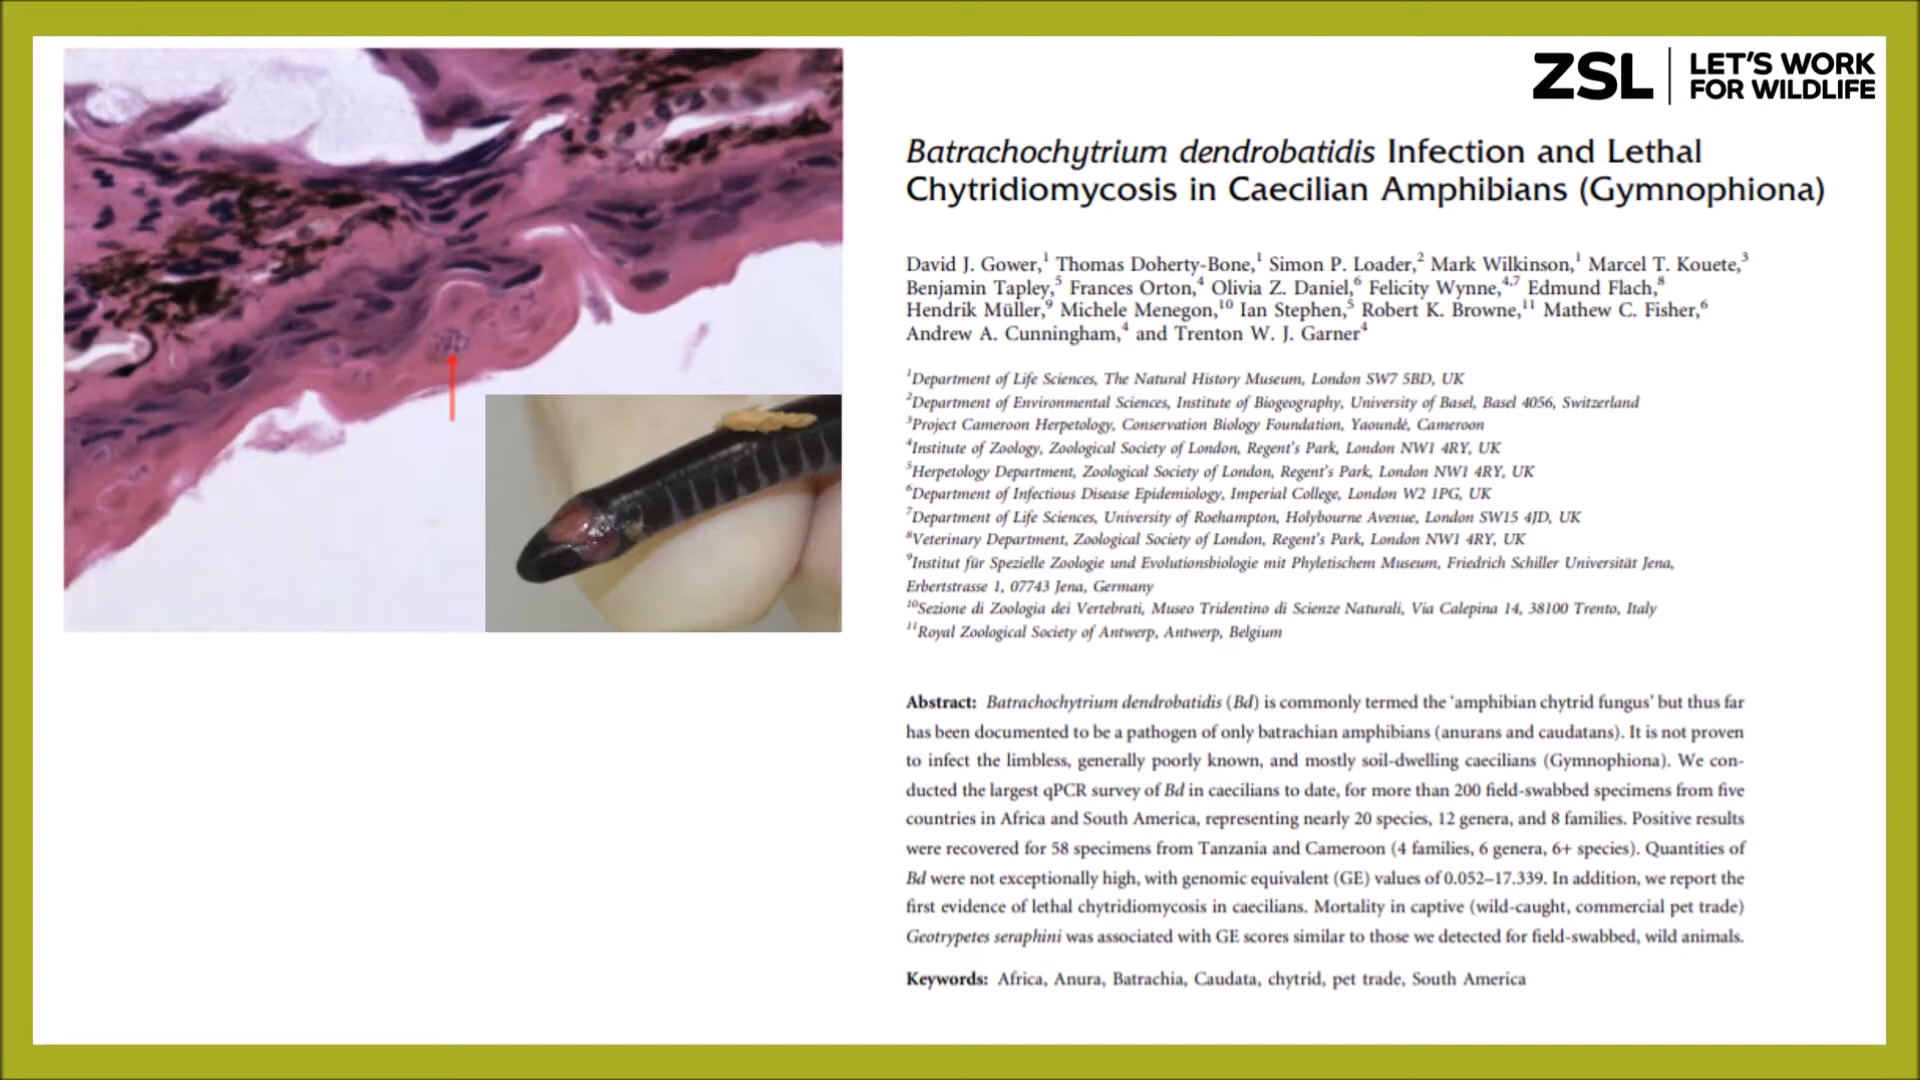 ZSL
LET'S WORK
FOR WILDLIFE
Batrachochytrium dendrobatidis Infection and Lethal
Chytridiomycosis in Caecilian Amphibians (Gymnophiona)
David J. Gower,1 Thomas Doherty-Bone,1 Simon P. Loader,2 Mark Wilkinson,1 Marcel T. Kouete,3
Benjamin Tapley,5 Frances Orton,4 Olivia Z. Daniel,6 Felicity Wynne,4,7 Edmund Flach,8
Hendrik Müller,9 Michele Menegon,10 Ian Stephen,5 Robert K. Browne,11 Mathew C. Fisher,6
Andrew A. Cunningham,4 and Trenton W. J. Garner4
1Department of Life Sciences, The Natural History Museum, London SW7 5BD, UK
2Department of Environmental Sciences, Institute of Biogeography, University of Basel, Basel 4056, Switzerland
3Project Cameroon Herpetology, Conservation Biology Foundation, Yaoundé, Cameroon
4Institute of Zoology, Zoological Society of London, Regent's Park, London NW1 4RY, UK
5Herpetology Department, Zoological Society of London, Regent's Park, London NW1 4RY, UK
6Department of Infectious Disease Epidemiology, Imperial College, London W2 1PG, UK
7Department of Life Sciences, University of Roehampton, Holybourne Avenue, London SW15 4JD, UK
8Veterinary Department, Zoological Society of London, Regent's Park, London NW1 4RY, UK
9Institut für Spezielle Zoologie und Evolutionsbiologie mit Phyletischem Museum, Friedrich Schiller Universität Jena,
Erbertstrasse 1, 07743 Jena, Germany
10Sezione di Zoologia dei Vertebrati, Museo Tridentino di Scienze Naturali, Via Calepina 14, 38100 Trento, Italy
11Royal Zoological Society of Antwerp, Antwerp, Belgium
Abstract: Batrachochytrium dendrobatidis (Bd) is commonly termed the 'amphibian chytrid fungus' but thus far
has been documented to be a pathogen of only batrachian amphibians (anurans and caudatans). It is not proven
to infect the limbless, generally poorly known, and mostly soil-dwelling caecilians (Gymnophiona). We con-
ducted the largest qPCR survey of Bd in caecilians to date, for more than 200 field-swabbed specimens from five
countries in Africa and South America, representing nearly 20 species, 12 genera, and 8 families. Positive results
were recovered for 58 specimens from Tanzania and Cameroon (4 families, 6 genera, 6+ species). Quantities of
Bd were not exceptionally high, with genomic equivalent (GE) values of 0.052–17.339. In addition, we report the
first evidence of lethal chytridiomycosis in caecilians. Mortality in captive (wild-caught, commercial pet trade)
Geotrypetes seraphini was associated with GE scores similar to those we detected for field-swabbed, wild animals.
Keywords: Africa, Anura, Batrachia, Caudata, chytrid, pet trade, South America